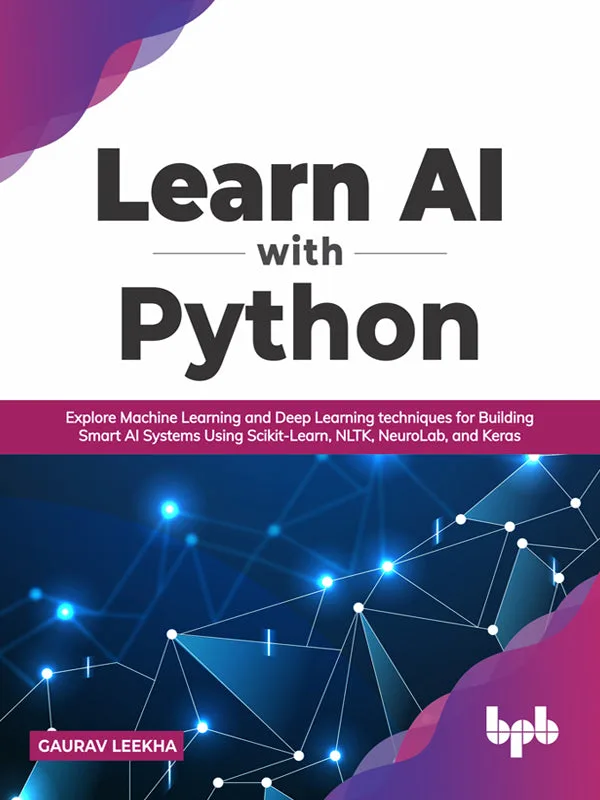 Learn AI
with
Python
Explore Machine Learning and Deep Learning techniques for Building
Smart AI Systems Using Scikit-Learn, NLTK, NeuroLab, and Keras
GAURAV LEEKHA
bpb